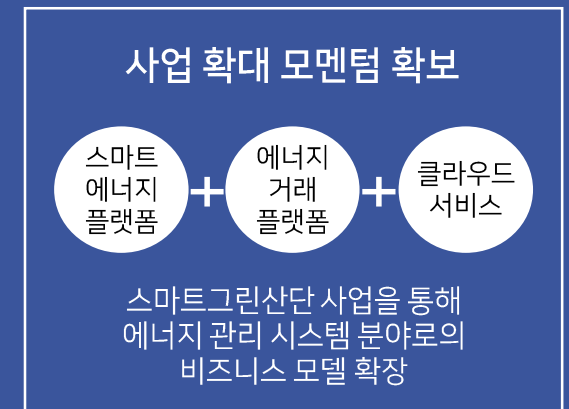 사업 확대 모멘텀 확보
스마트
에너지
플랫폼
+
에너지
거래
플랫폼
+
클라우드
서비스
스마트그린산단 사업을 통해
에너지 관리 시스템 분야로의
비즈니스 모델 확장